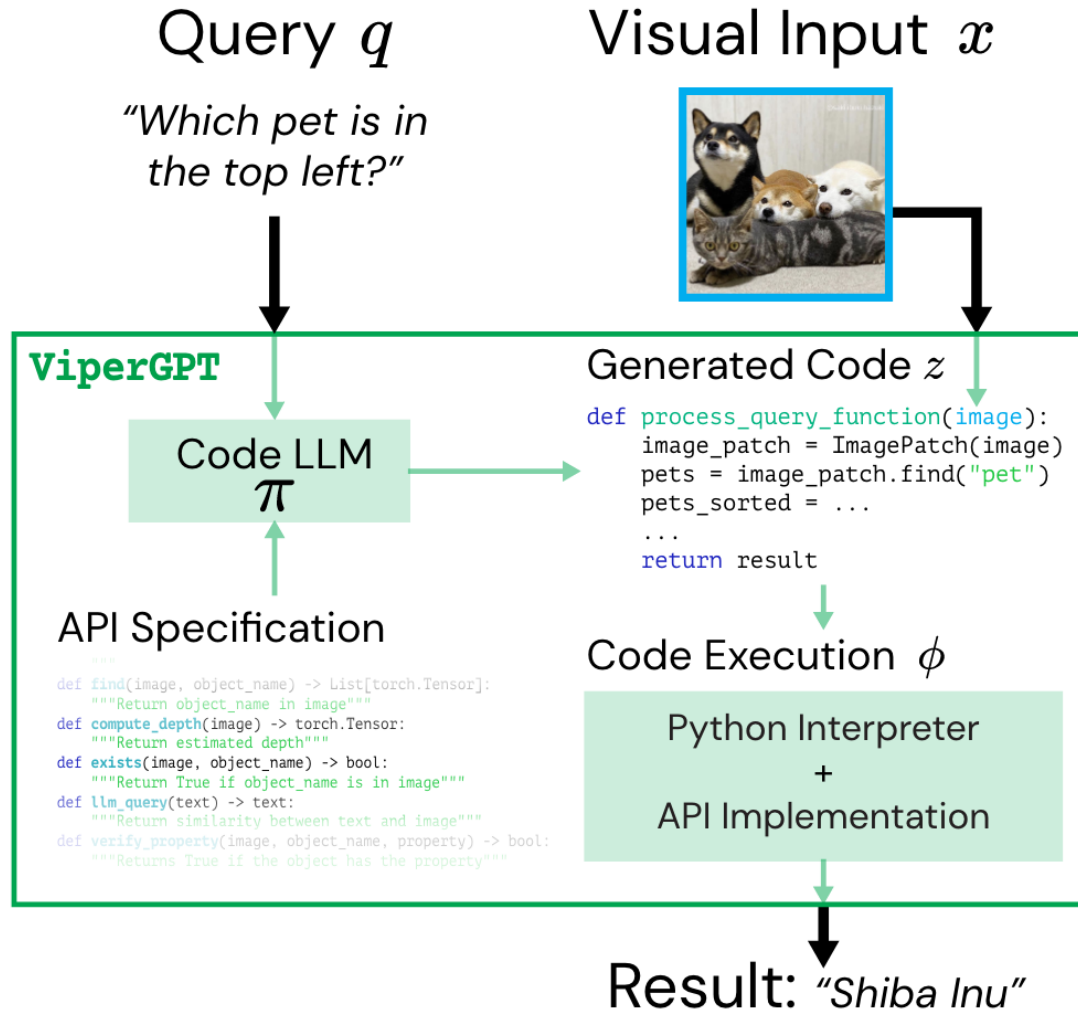 Query q
Visual Input x
“Which pet is in
the top left?”
ViperGPT
Code LLM
π
API Specification
"""
def find(image, object_name) -> List[torch.Tensor]:
"""Return object_name in image"""
def compute_depth(image) -> torch.Tensor:
"""Return estimated depth"""
def exists(image, object_name) -> bool:
"""Return True if object_name is in image"""
def llm_query(text) -> text:
"""Return similarity between text and image"""
def verify_property(image, object_name, property) -> bool:
"""Returns True if the object has the property"""
Generated Code z
def process_query_function(image):
image_patch = ImagePatch(image)
pets = image_patch.find("pet")
pets_sorted = ...
...
return result
Code Execution ϕ
Python Interpreter
+
API Implementation
Result: “Shiba Inu”